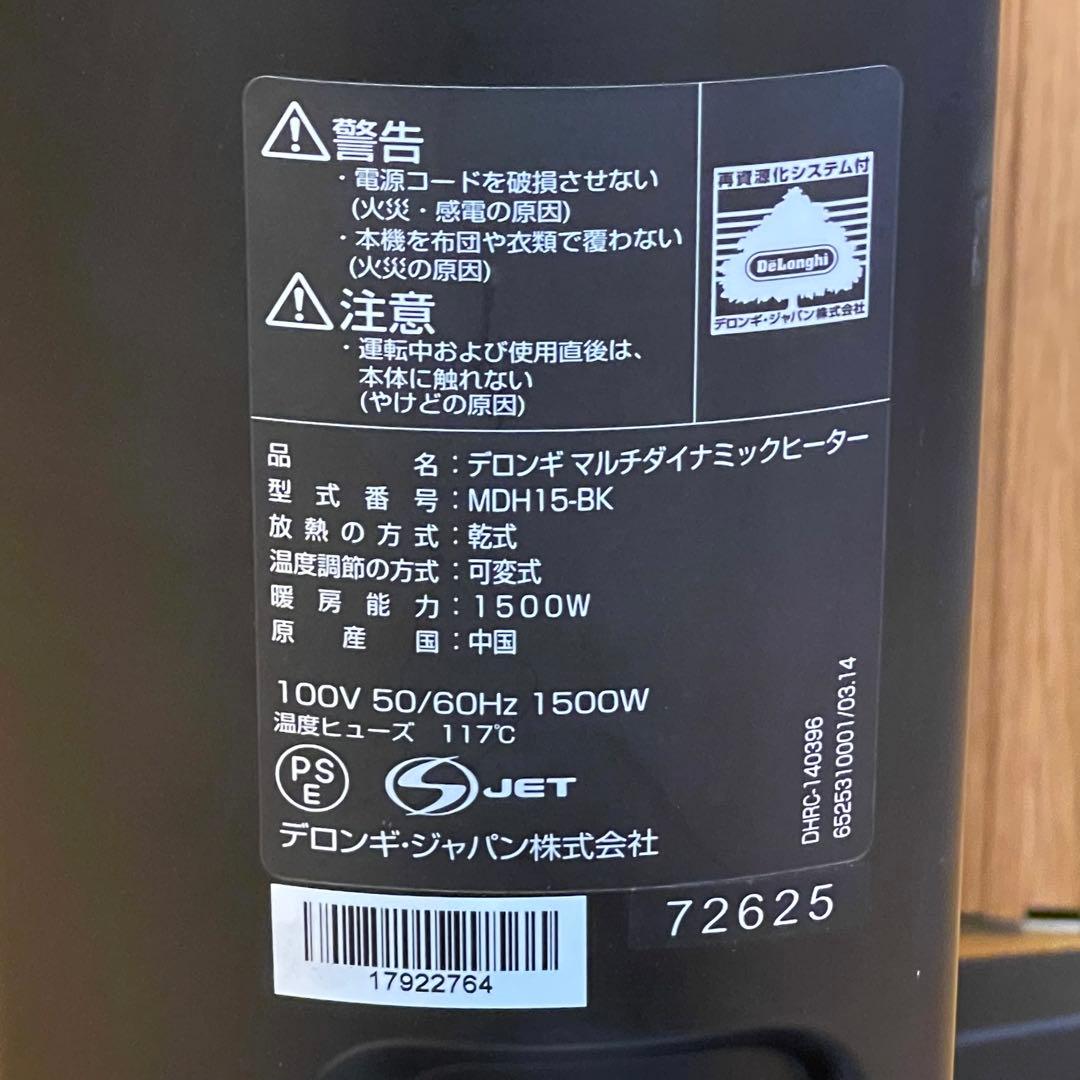 警告
・電源コードを破損させない
(火災・感電の原因)
・本機を布団や衣類で覆わない
(火災の原因)
注意
・運転中および使用直後は、
本体に触れない
(やけどの原因)
再資源化システム付
DeLonghi
デロンギ・ジャパン株式会社
品名：デロンギ マルチダイナミックヒーター
型式番号：MDH15-BK
放熱の方式：乾式
温度調節の方式：可変式
暖房能力：1500W
原産国：中国
100V 50/60Hz 1500W
温度ヒューズ 117℃
PSE
JET
デロンギ・ジャパン株式会社
DHRC-140396
6525310001/03.14
72625
17922764